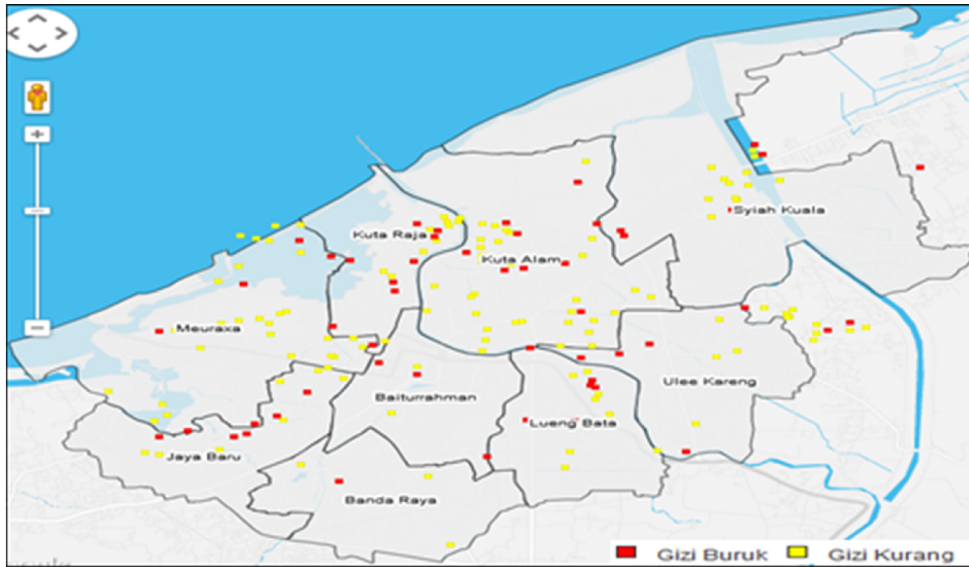 Syiah Kuala
Kuta Raja
Kuta Alam
Meuraxa
Ulee Kareng
Baiturrahman
Lueng Bata
Jaya Baru
Banda Raya
Gizi Buruk
Gizi Kurang